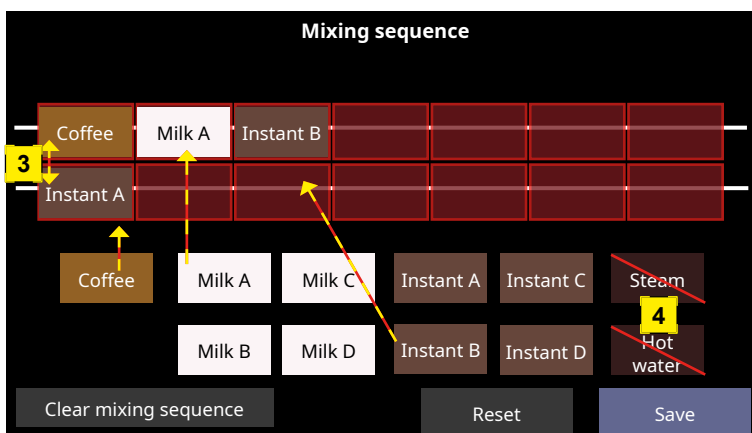 Mixing sequence
Coffee Milk A Instant B
3
Instant A
Coffee Milk A Milk C Instant A Instant C Steam
4
Milk B Milk D Instant B Instant D Hot
water
Clear mixing sequence Reset Save